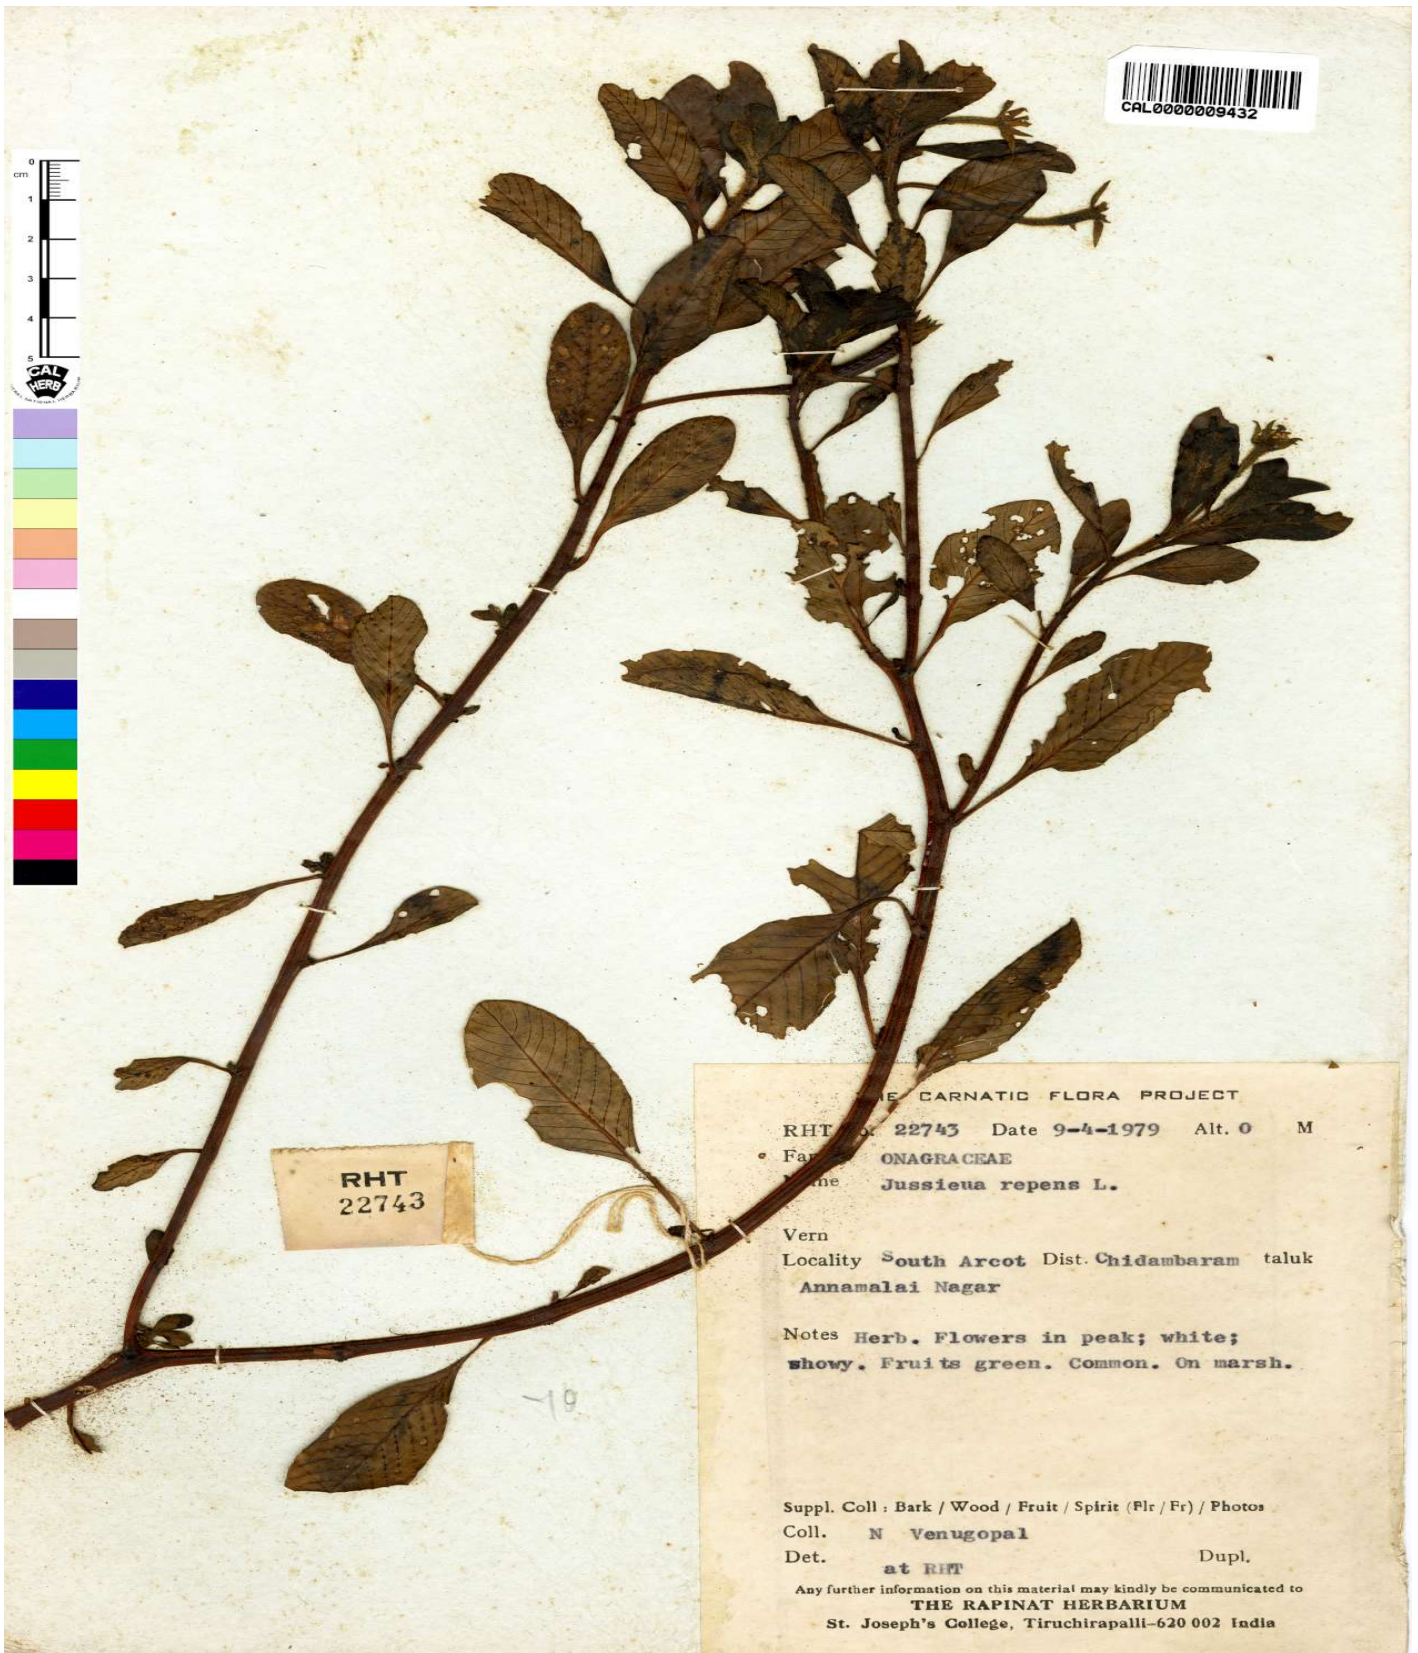 CAL0000009432
0
cm
1
2
3
4
5
CAL
HERB
RHT
22743
CARNATIC FLORA PROJECT
RHT 22743 Date 9-4-1979 Alt. 0 M
ONAGRACEAE
Jussieua repens L.
Vern
Locality South Arcot Dist. Chidambaram taluk
Annamalai Nagar
Notes Herb. Flowers in peak; white;
showy. Fruits green. Common. On marsh.
Suppl. Coll : Bark / Wood / Fruit / Spirit (Flr / Fr) / Photos
Coll. N Venugopal
Det. at RHT Dupl.
Any further information on this material may kindly be communicated to
THE RAPINAT HERBARIUM
St. Joseph's College, Tiruchirapalli-620 002 India